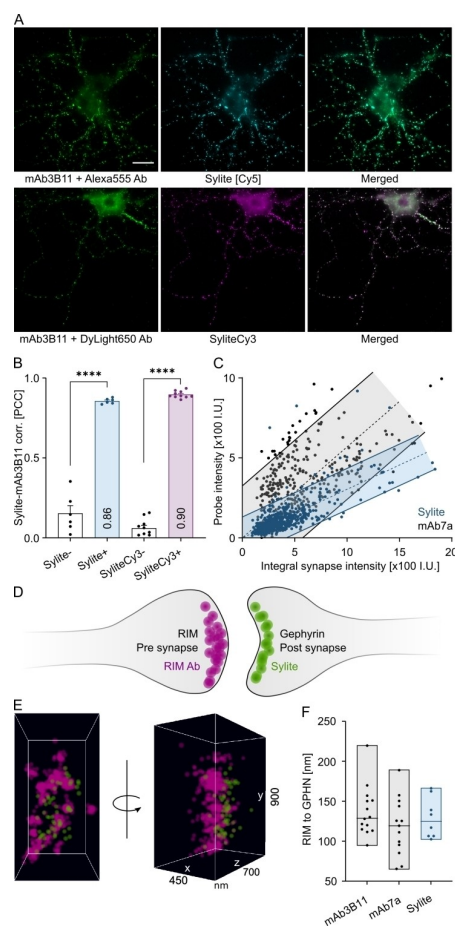 A
mAb3B11 + Alexa555 Ab
Sylite [Cy5]
Merged
mAb3B11 + DyLight650 Ab
SyliteCy3
Merged
B
Sylite-mAb3B11 corr. [PCC]
1.0
0.5
0.0
****
****
0.86
0.90
Sylite-
Sylite+
SyliteCy3-
SyliteCy3+
C
Probe intensity [x100 I.U.]
10
5
0
Sylite
mAb7a
0 5 10 15 20
Integral synapse intensity [x100 I.U.]
D
RIM
Pre synapse
RIM Ab
Gephyrin
Post synapse
Sylite
E
y
900
x
z
450
700
nm
F
RIM to GPHN [nm]
250
200
150
100
50
mAb3B11
mAb7a
Sylite